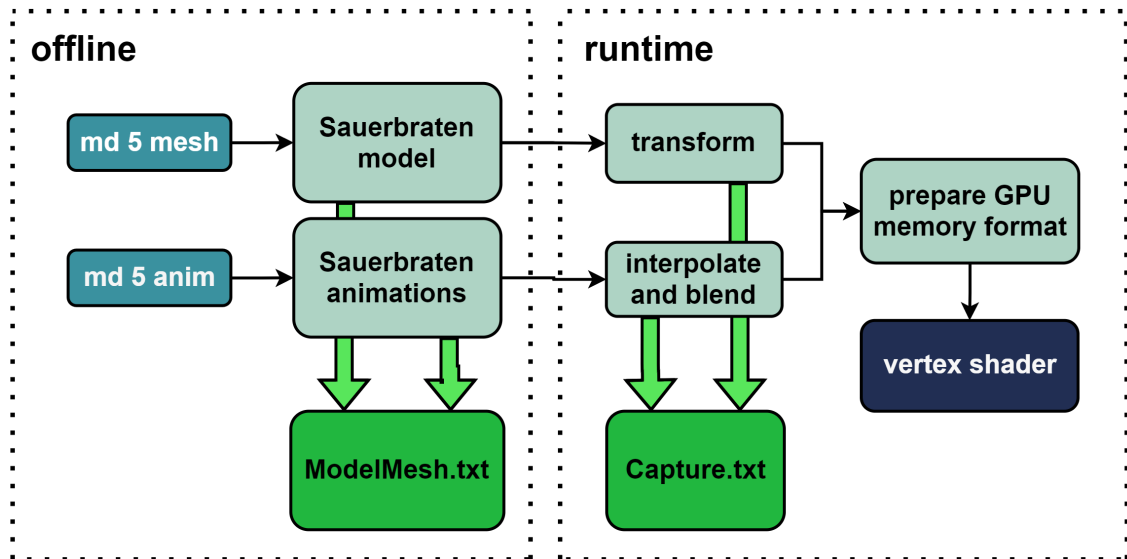 offline
runtime
md 5 mesh
Sauerbraten
model
transform
prepare GPU
memory format
md 5 anim
Sauerbraten
animations
interpolate
and blend
vertex shader
ModelMesh.txt
Capture.txt